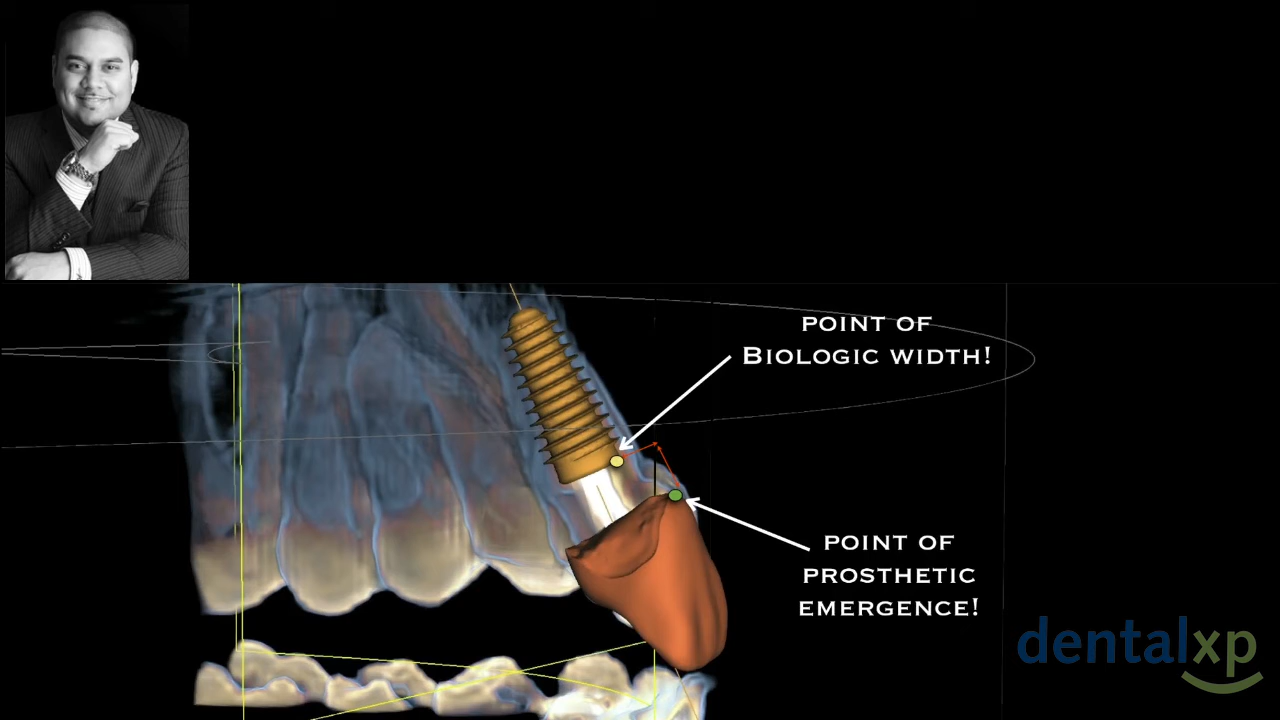 POINT OF
BIOLOGIC WIDTH!
POINT OF
PROSTHETIC
EMERGENCE!
dentalxp